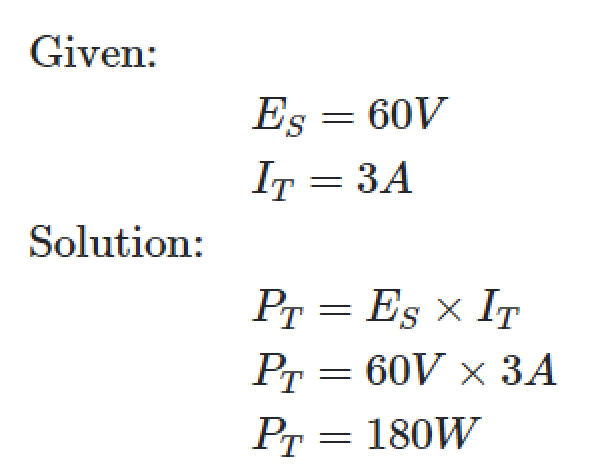 Given:
E_S = 60V
I_T = 3A
Solution:
P_T = E_S × I_T
P_T = 60V × 3A
P_T = 180W